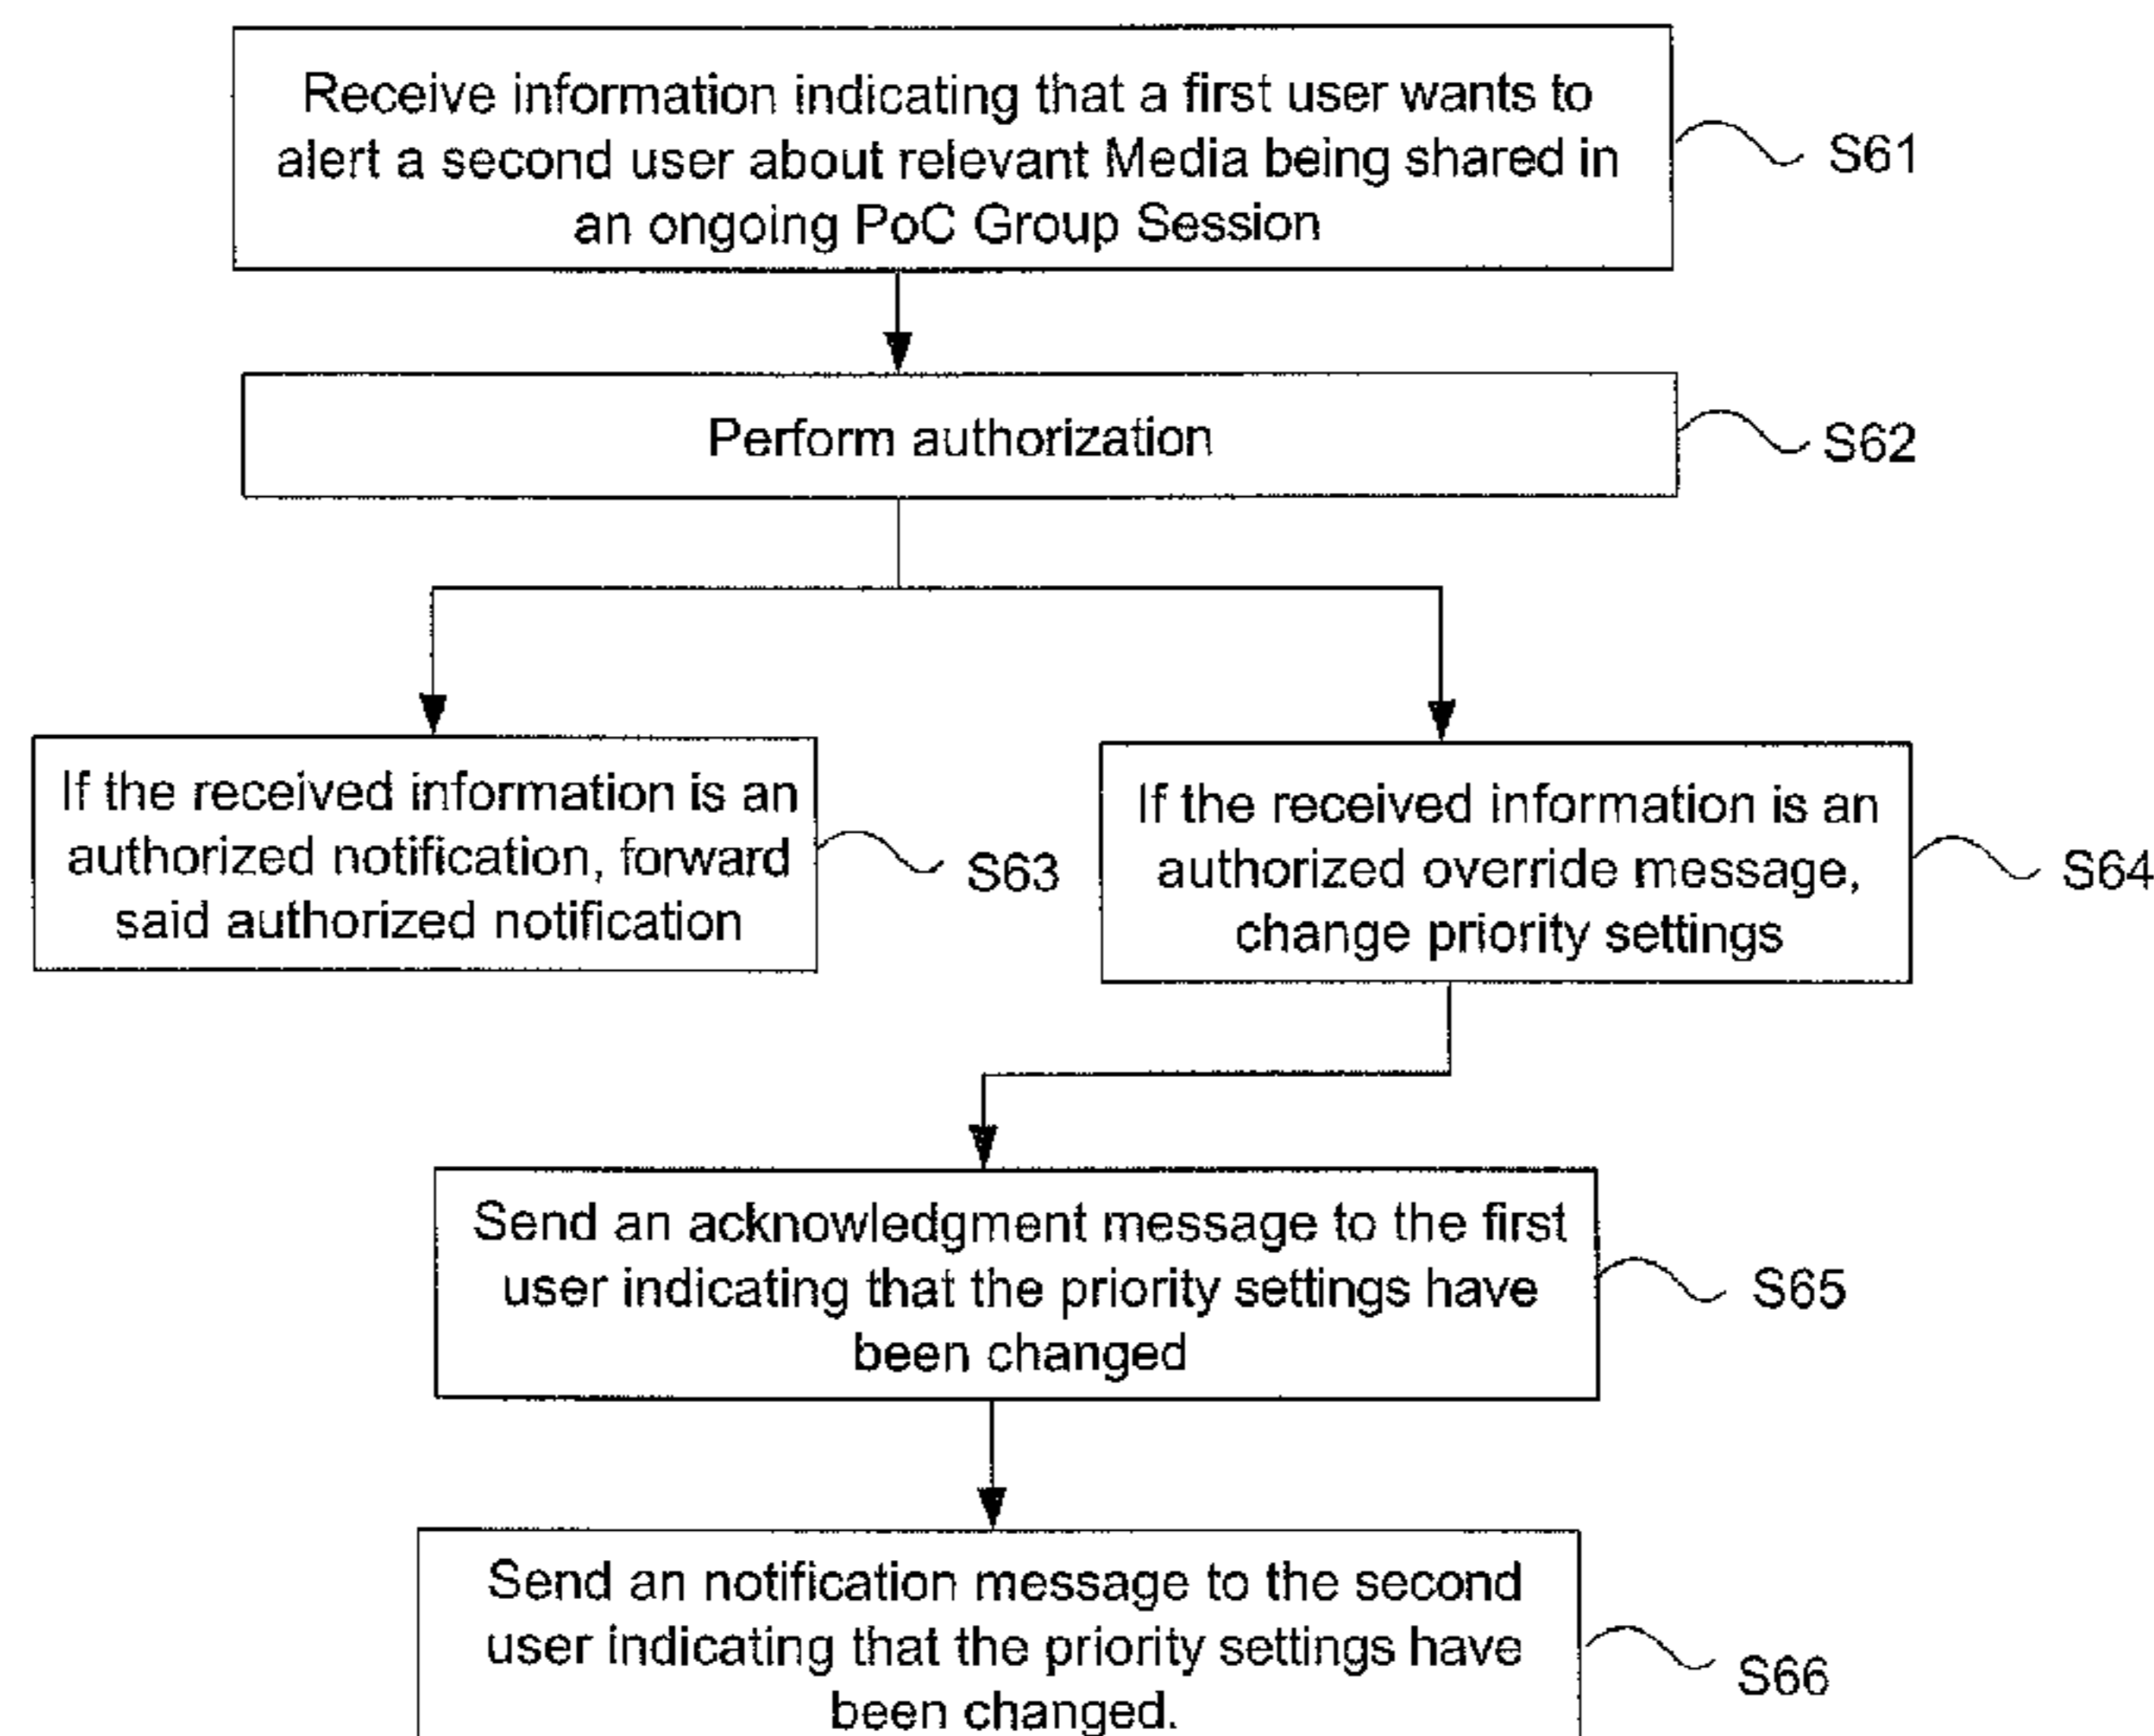 Receive information indicating that a first user wants to
alert a second user about relevant Media being shared in
an ongoing PoC Group Session
S61
Perform authorization
S62
If the received information is an
authorized notification, forward
said authorized notification
S63
If the received information is an
authorized override message,
change priority settings
S64
Send an acknowledgment message to the first
user indicating that the priority settings have
been changed
S65
Send an notification message to the second
user indicating that the priority settings have
been changed.
S66